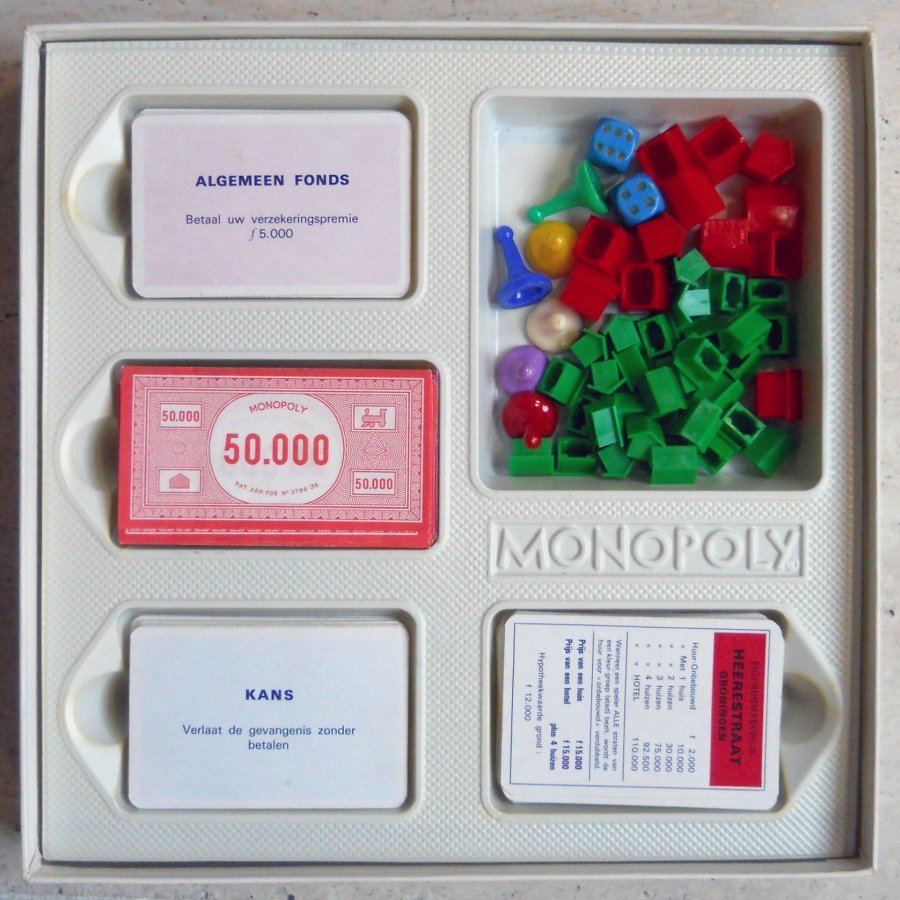 ALGEMEEN FONDS
Betaal uw verzekeringspremie
ƒ 5.000
50.000
MONOPOLY
50.000
PAT. APP. FOR Nº 3796-36
50.000
MONOPOLY
KANS
Verlaat de gevangenis zonder
betalen
EIGENDOMSBEWIJS
HEERESTRAAT
GRONINGEN
Huur-Onbebouwd f 2.000
« Met 1 huis 10.000
« « 2 huizen 30.000
« « 3 huizen 75.000
« « 4 huizen 92.500
« « HOTEL 110.000
Wanneer een speler ALLE straten van
een kleur-groep (stad) bezit, wordt de
huur voor « onbebouwd » verdubbeld.
Prijs van een huis f 15.000
Prijs van een hotel f 15.000
plus 4 huizen
Hypotheekwaarde grond :
f 12.000